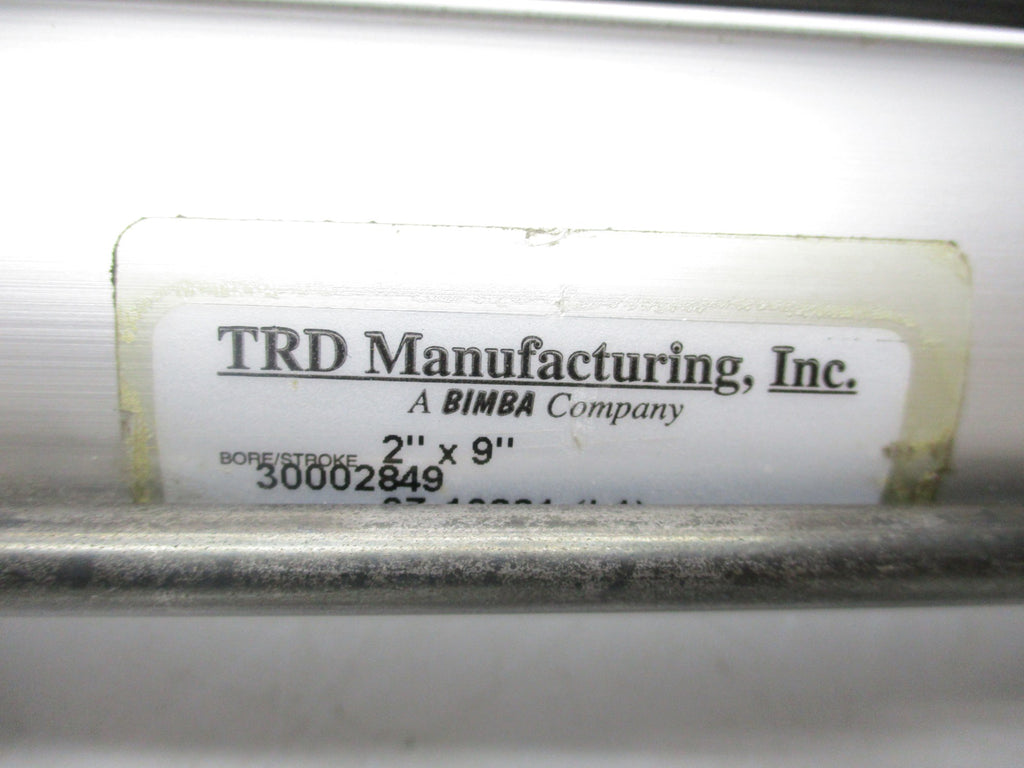 TRD Manufacturing, Inc.
A BIMBA Company
BORE/STROKE 2" x 9"
30002849